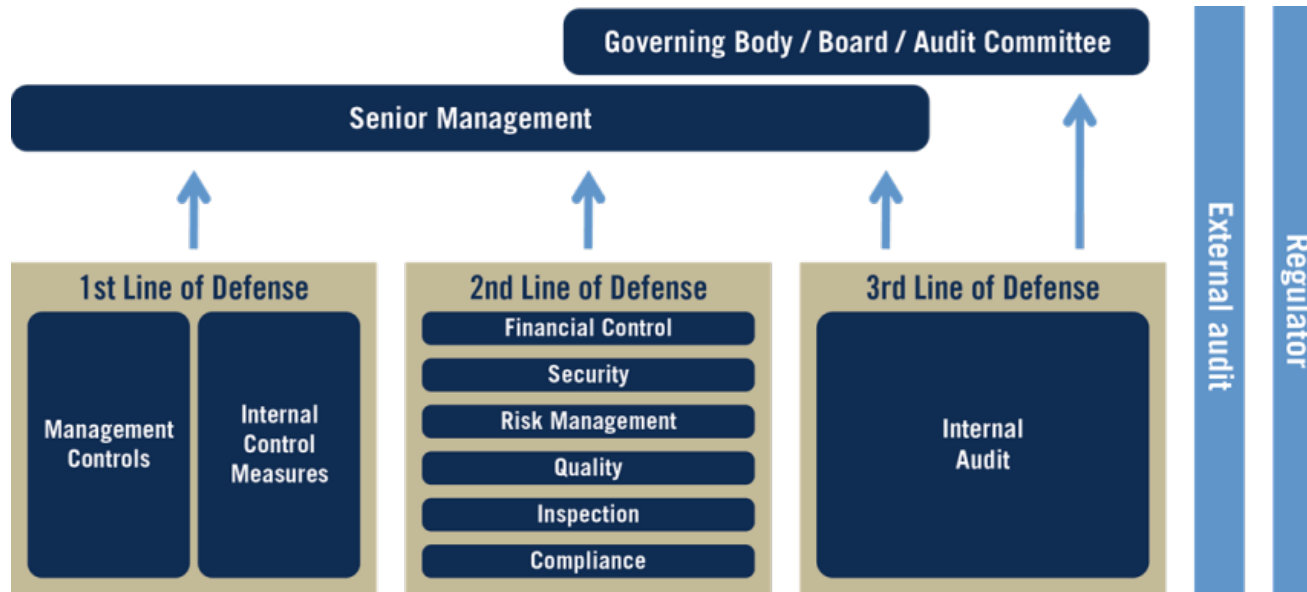 Governing Body / Board / Audit Committee
Senior Management
1st Line of Defense
Management
Controls
Internal
Control
Measures
2nd Line of Defense
Financial Control
Security
Risk Management
Quality
Inspection
Compliance
3rd Line of Defense
Internal
Audit
External audit
Regulator